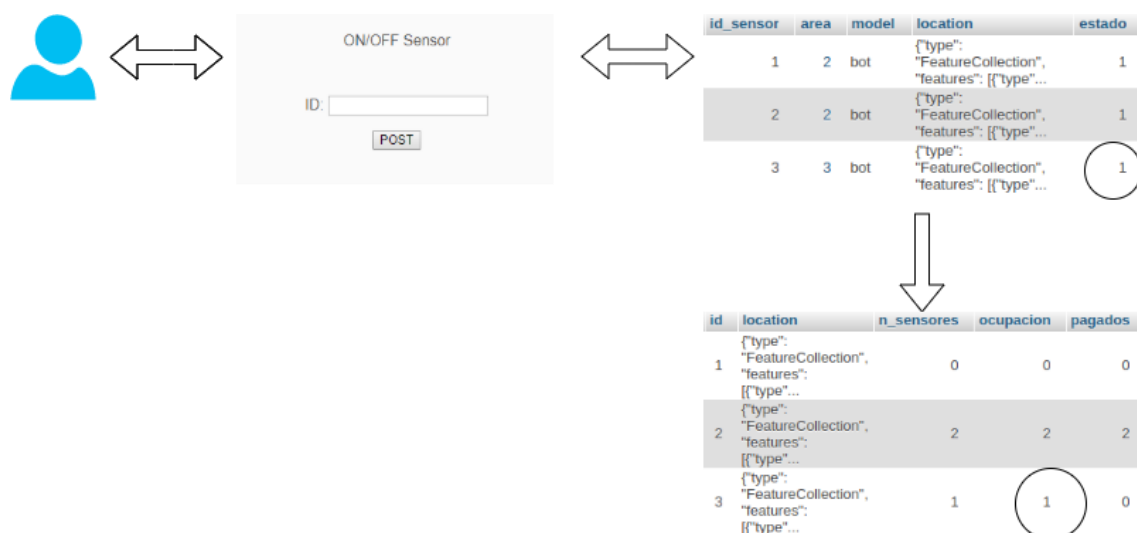 ON/OFF Sensor
ID:
POST
id_sensor area model location estado
{"type":
1 2 bot "FeatureCollection", 1
"features": [{"type"...
{"type":
2 2 bot "FeatureCollection", 1
"features": [{"type"...
{"type":
3 3 bot "FeatureCollection", 1
"features": [{"type"...
id location n_sensores ocupacion pagados
{"type":
"FeatureCollection",
1 0 0 0
"features":
[{"type"...
{"type":
"FeatureCollection",
2 2 2 2
"features":
[{"type"...
{"type":
"FeatureCollection",
3 1 1 0
"features":
[{"type"...